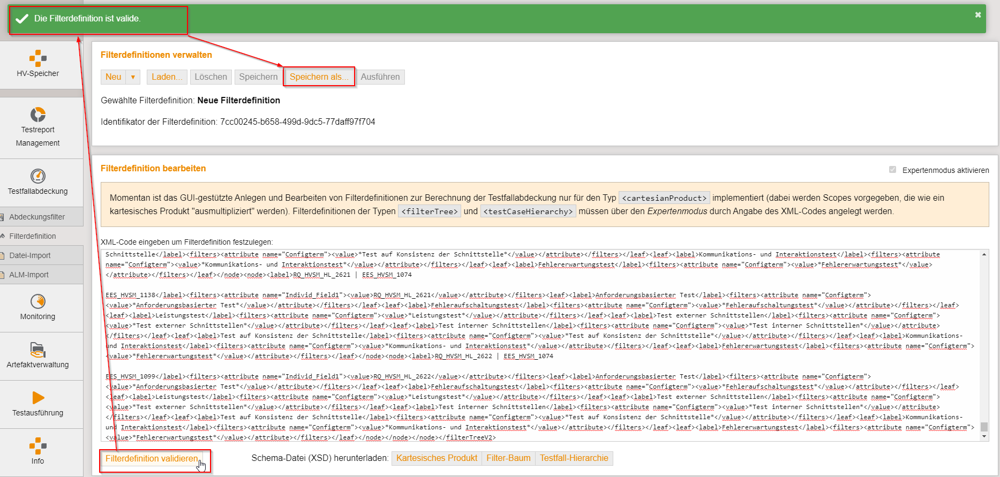 Die Filterdefinition ist valide.
HV-Speicher
Testreport
Management
Testfallabdeckung
Abdeckungsfilter
Filterdefinition
Datei-Import
ALM-Import
Monitoring
Artefaktverwaltung
Testausführung
Info
Filterdefinitionen verwalten
Neu
Laden...
Löschen
Speichern
Speichern als...
Ausführen
Gewählte Filterdefinition: Neue Filterdefinition
Identifikator der Filterdefinition: 7cc00245-b658-499d-9dc5-77daff97f704
Filterdefinition bearbeiten
Expertenmodus aktivieren
Momentan ist das GUI-gestützte Anlegen und Bearbeiten von Filterdefinitionen zur Berechnung der Testfallabdeckung nur für den Typ <cartesianProduct> implementiert (dabei werden Scopes vorgegeben, die wie ein
kartesisches Produkt "ausmultipliziert" werden). Filterdefinitionen der Typen <filterTree> und <testCaseHierarchy> müssen über den Expertenmodus durch Angabe des XML-Codes angelegt werden.
XML-Code eingeben um Filterdefinition festzulegen:
Schnittstelle</label><filters><attribute name="Configterm"><value>*Test auf Konsistenz der Schnittstelle*</value></attribute></filters></leaf><leaf><label>Kommunikations- und Interaktionstest</label><filters><attribute
name="Configterm"><value>*Kommunikations- und Interaktionstest*</value></attribute></filters></leaf><leaf><label>Fehlererwartungstest</label><filters><attribute name="Configterm"><value>*Fehlererwartungstest*</value>
</attribute></filters></leaf></node><node><label>RQ_HVSM_HL_2621 | EES_HVSM_1074
EES_HVSM_1138</label><filters><attribute name="Individ_Field1"><value>RQ_HVSM_HL_2621</value></attribute></filters><leaf><label>Anforderungsbasierter Test</label><filters><attribute name="Configterm">
<value>*Anforderungsbasierter Test*</value></attribute></filters></leaf><leaf><label>Fehleraufschaltungstest</label><filters><attribute name="Configterm"><value>*Fehleraufschaltungstest*</value></attribute></filters></leaf>
<leaf><label>Leistungstest</label><filters><attribute name="Configterm"><value>*Leistungstest*</value></attribute></filters></leaf><leaf><label>Test externer Schnittstellen</label><filters><attribute name="Configterm">
<value>*Test externer Schnittstellen*</value></attribute></filters></leaf><leaf><label>Test interner Schnittstellen</label><filters><attribute name="Configterm"><value>*Test interner Schnittstellen*</value></attribute>
</filters></leaf><leaf><label>Test auf Konsistenz der Schnittstelle</label><filters><attribute name="Configterm"><value>*Test auf Konsistenz der Schnittstelle*</value></attribute></filters></leaf><leaf><label>Kommunikations-
und Interaktionstest</label><filters><attribute name="Configterm"><value>*Kommunikations- und Interaktionstest*</value></attribute></filters></leaf><leaf><label>Fehlererwartungstest</label><filters><attribute name="Configterm">
<value>*Fehlererwartungstest*</value></attribute></filters></leaf></node><node><label>RQ_HVSM_HL_2622 | EES_HVSM_1074
EES_HVSM_1099</label><filters><attribute name="Individ_Field1"><value>RQ_HVSM_HL_2622</value></attribute></filters><leaf><label>Anforderungsbasierter Test</label><filters><attribute name="Configterm">
<value>*Anforderungsbasierter Test*</value></attribute></filters></leaf><leaf><label>Fehleraufschaltungstest</label><filters><attribute name="Configterm"><value>*Fehleraufschaltungstest*</value></attribute></filters></leaf>
<leaf><label>Leistungstest</label><filters><attribute name="Configterm"><value>*Leistungstest*</value></attribute></filters></leaf><leaf><label>Test externer Schnittstellen</label><filters><attribute name="Configterm">
<value>*Test externer Schnittstellen*</value></attribute></filters></leaf><leaf><label>Test interner Schnittstellen</label><filters><attribute name="Configterm"><value>*Test interner Schnittstellen*</value></attribute>
</filters></leaf><leaf><label>Test auf Konsistenz der Schnittstelle</label><filters><attribute name="Configterm"><value>*Test auf Konsistenz der Schnittstelle*</value></attribute></filters></leaf><leaf><label>Kommunikations-
und Interaktionstest</label><filters><attribute name="Configterm"><value>*Kommunikations- und Interaktionstest*</value></attribute></filters></leaf><leaf><label>Fehlererwartungstest</label><filters><attribute name="Configterm">
<value>*Fehlererwartungstest*</value></attribute></filters></leaf></node></node></filterTreeV2>
Filterdefinition validieren
Schema-Datei (XSD) herunterladen: Kartesisches Produkt Filter-Baum Testfall-Hierarchie